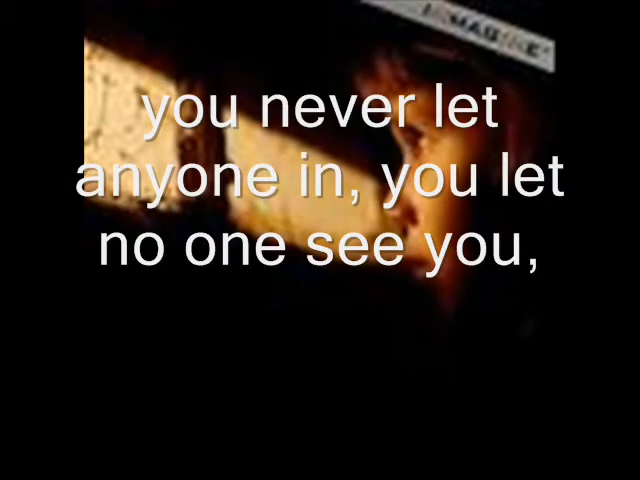 you never let
anyone in, you let
no one see you,